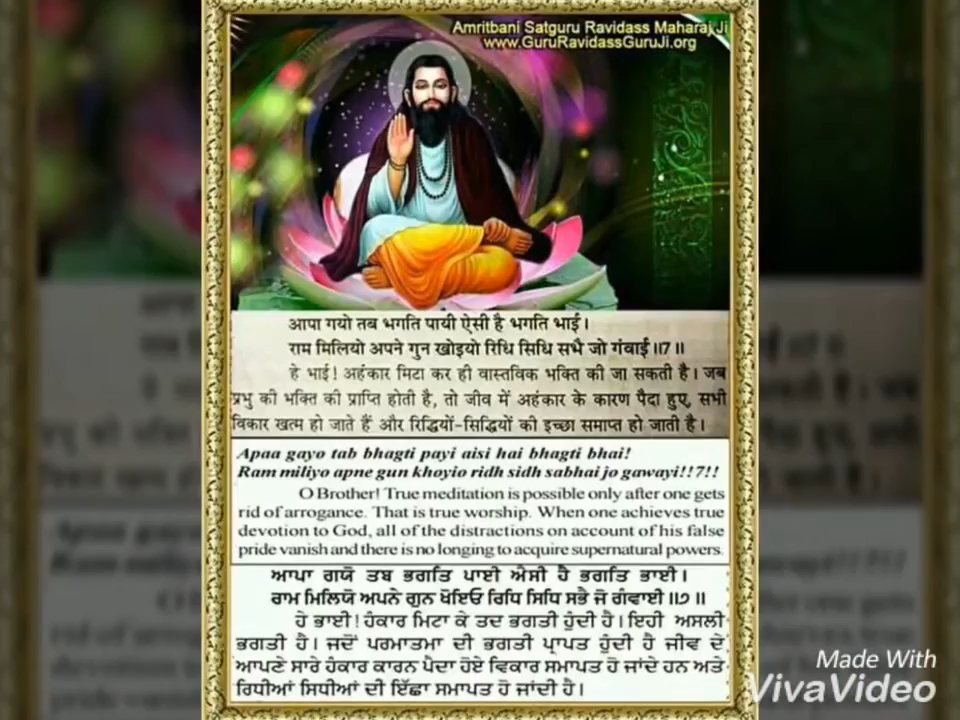 Amritbani Satguru Ravidass Maharaj Ji
www.GuruRavidassGuruJi.org
आपा गयो तब भगति पायी ऐसी है भगति भाई।
राम मिलियो अपने गुन खोइयो रिधि सिधि सभै जो गंवाई॥7॥
हे भाई! अहंकार मिटा कर ही वास्तविक भक्ति की जा सकती है। जब
प्रभु की भक्ति की प्राप्ति होती है, तो जीव में अहंकार के कारण पैदा हुए, सभी
विकार खत्म हो जाते हैं और रिद्धियों-सिद्धियों की इच्छा समाप्त हो जाती है।
Apaa gayo tab bhagti payi aisi hai bhagti bhai!
Ram miliyo apne gun khoyio ridh sidh sabhai jo gawayi!!7!!
O Brother! True meditation is possible only after one gets
rid of arrogance. That is true worship. When one achieves true
devotion to God, all of the distractions on account of his false
pride vanish and there is no longing to acquire supernatural powers.
ਆਪਾ ਗਯੋ ਤਬ ਭਗਤਿ ਪਾਈ ਐਸੀ ਹੈ ਭਗਤਿ ਭਾਈ।
ਰਾਮ ਮਿਲਿਯੋ ਅਪਨੇ ਗੁਨ ਖੋਇਓ ਰਿਧਿ ਸਿਧਿ ਸਭੈ ਜੋ ਗੰਵਾਈ॥੭॥
ਹੇ ਭਾਈ! ਹੰਕਾਰ ਮਿਟਾ ਕੇ ਤਦ ਭਗਤੀ ਹੁੰਦੀ ਹੈ। ਇਹੀ ਅਸਲੀ
ਭਗਤੀ ਹੈ। ਜਦੋਂ ਪਰਮਾਤਮਾ ਦੀ ਭਗਤੀ ਪ੍ਰਾਪਤ ਹੁੰਦੀ ਹੈ ਜੀਵ ਦੇ
ਆਪਣੇ ਸਾਰੇ ਹੰਕਾਰ ਕਾਰਨ ਪੈਦਾ ਹੋਏ ਵਿਕਾਰ ਸਮਾਪਤ ਹੋ ਜਾਂਦੇ ਹਨ ਅਤੇ
ਰਿਧੀਆਂ ਸਿਧੀਆਂ ਦੀ ਇੱਛਾ ਸਮਾਪਤ ਹੋ ਜਾਂਦੀ ਹੈ।
Made With
VivaVideo